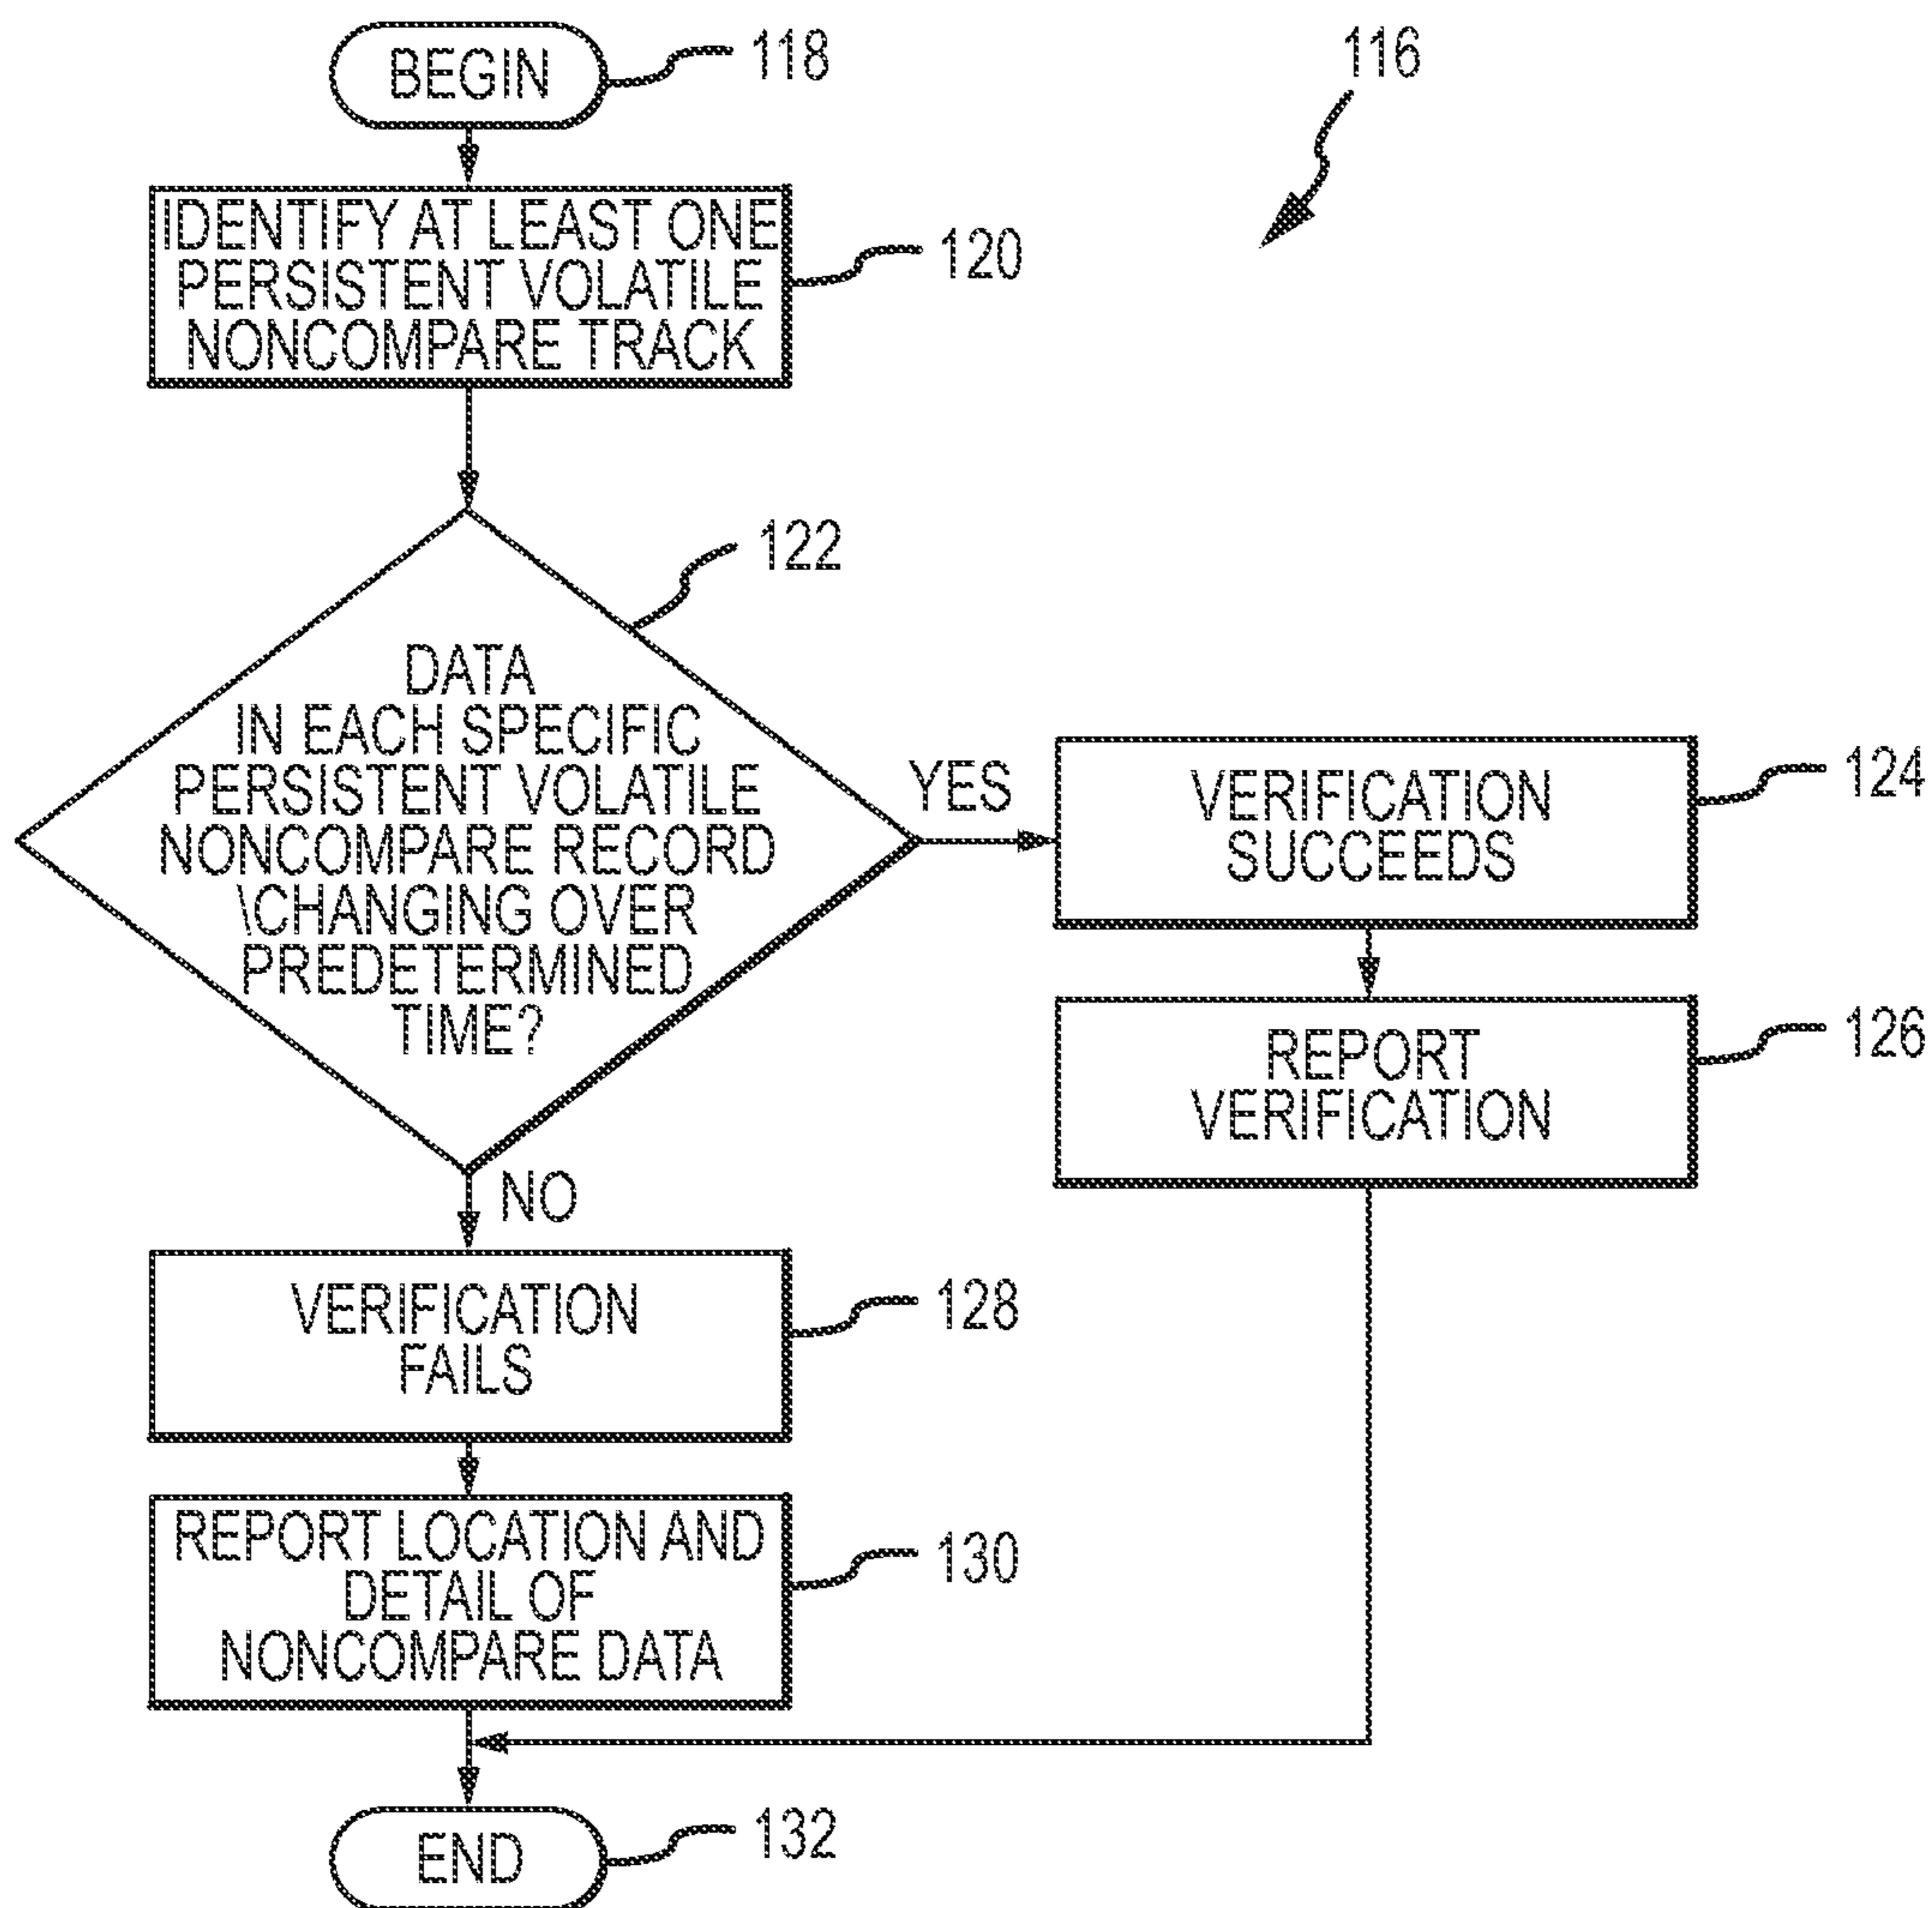 BEGIN
118
116
IDENTIFY AT LEAST ONE
PERSISTENT VOLATILE
NONCOMPARE TRACK
120
122
DATA
IN EACH SPECIFIC
PERSISTENT VOLATILE
NONCOMPARE RECORD
\CHANGING OVER
PREDETERMINED
TIME?
YES
VERIFICATION
SUCCEEDS
124
REPORT
VERIFICATION
126
NO
VERIFICATION
FAILS
128
REPORT LOCATION AND
DETAIL OF
NONCOMPARE DATA
130
END
132